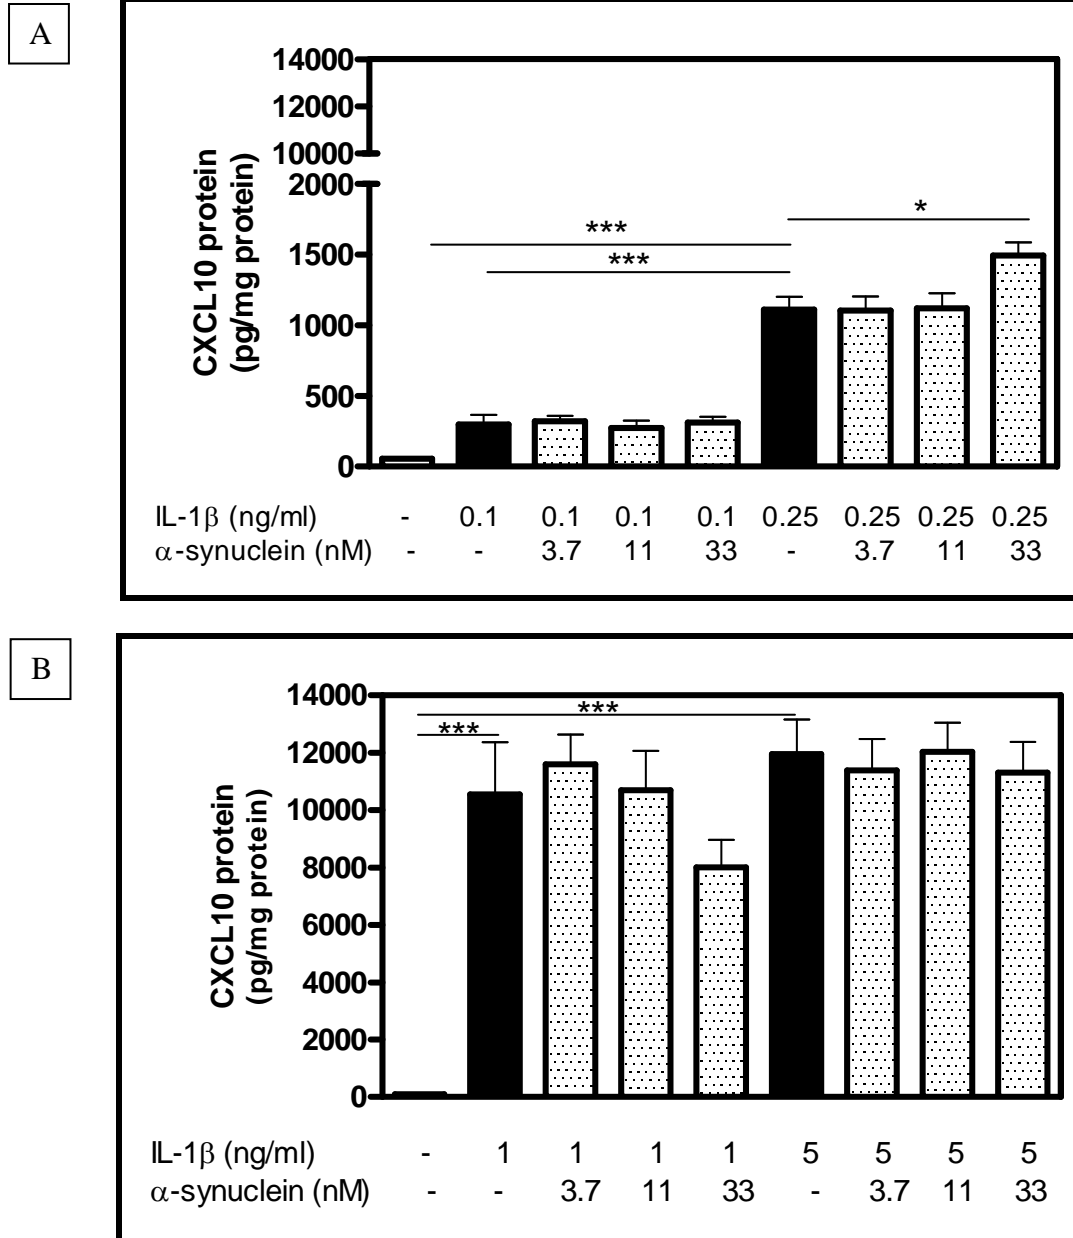 A
14000
12000
10000
2000
1500
1000
500
0
CXCL10 protein
(pg/mg protein)
***
***
*
IL-1β (ng/ml) - 0.1 0.1 0.1 0.1 0.25 0.25 0.25 0.25
α-synuclein (nM) - - 3.7 11 33 - 3.7 11 33
B
14000
12000
10000
8000
6000
4000
2000
0
CXCL10 protein
(pg/mg protein)
***
***
IL-1β (ng/ml) - 1 1 1 1 5 5 5 5
α-synuclein (nM) - - 3.7 11 33 - 3.7 11 33